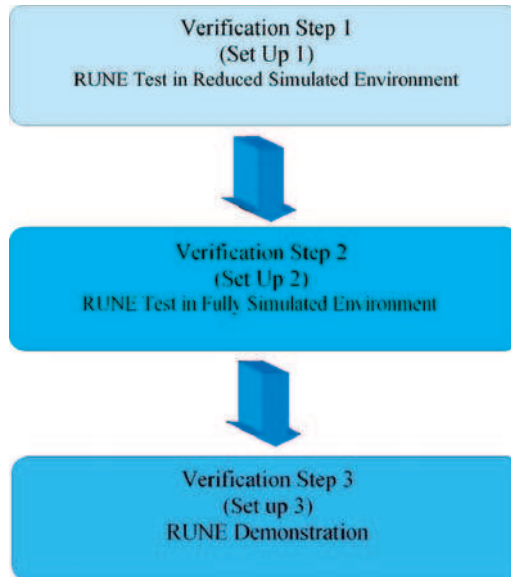 Verification Step 1
(Set Up 1)
RUNE Test in Reduced Simulated Environment
Verification Step 2
(Set Up 2)
RUNE Test in Fully Simulated Environment
Verification Step 3
(Set up 3)
RUNE Demonstration